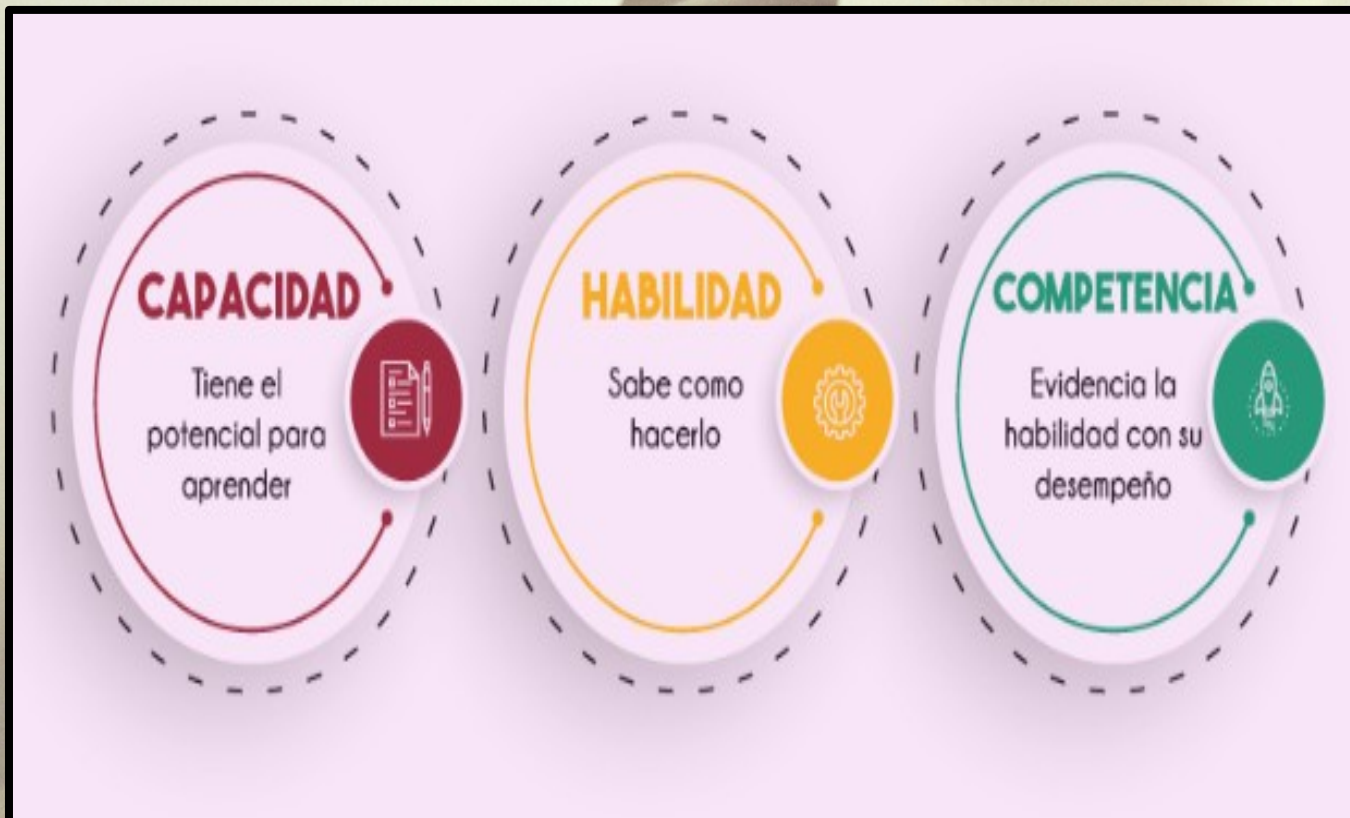 CAPACIDAD
Tiene el
potencial para
aprender
HABILIDAD
Sabe como
hacerlo
COMPETENCIA
Evidencia la
habilidad con su
desempeño